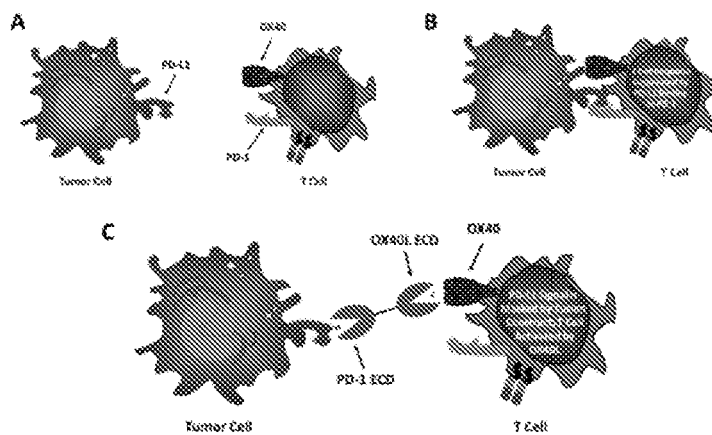 A
OX40
PD-L1
PD-1
Tumor Cell
T Cell
B
Tumor Cell
T Cell
C
OX40L ECD
OX40
PD-1 ECD
Tumor Cell
T Cell